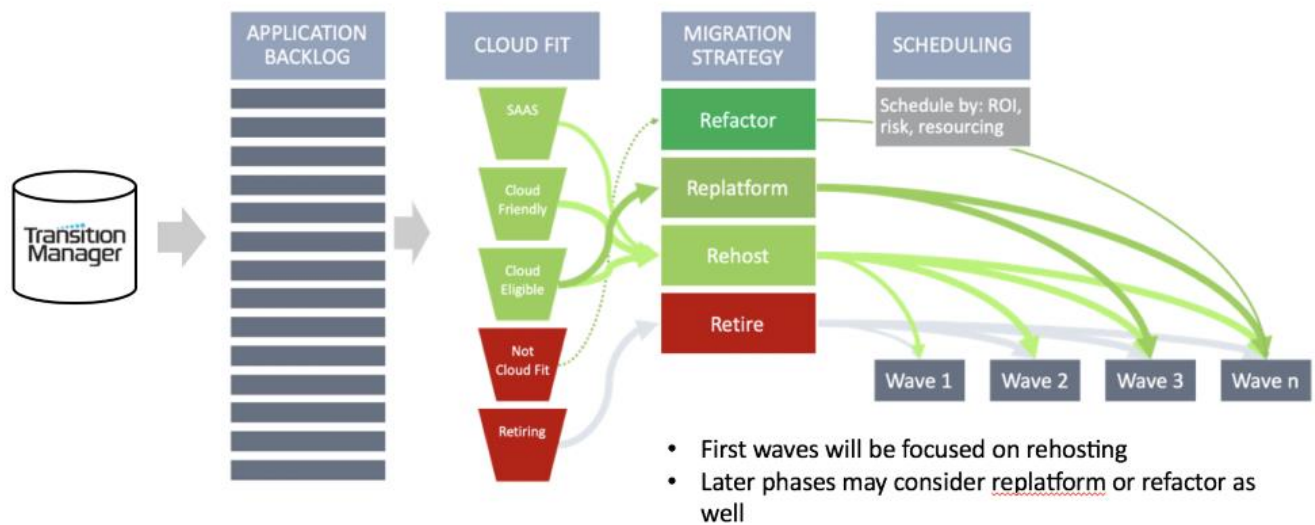 APPLICATION
BACKLOG
CLOUD FIT
MIGRATION
STRATEGY
SCHEDULING
Transition
Manager
SAAS
Cloud
Friendly
Cloud
Eligible
Not
Cloud Fit
Retiring
Refactor
Replatform
Rehost
Retire
Schedule by: ROI,
risk, resourcing
Wave 1
Wave 2
Wave 3
Wave n
• First waves will be focused on rehosting
• Later phases may consider replatform or refactor as
well